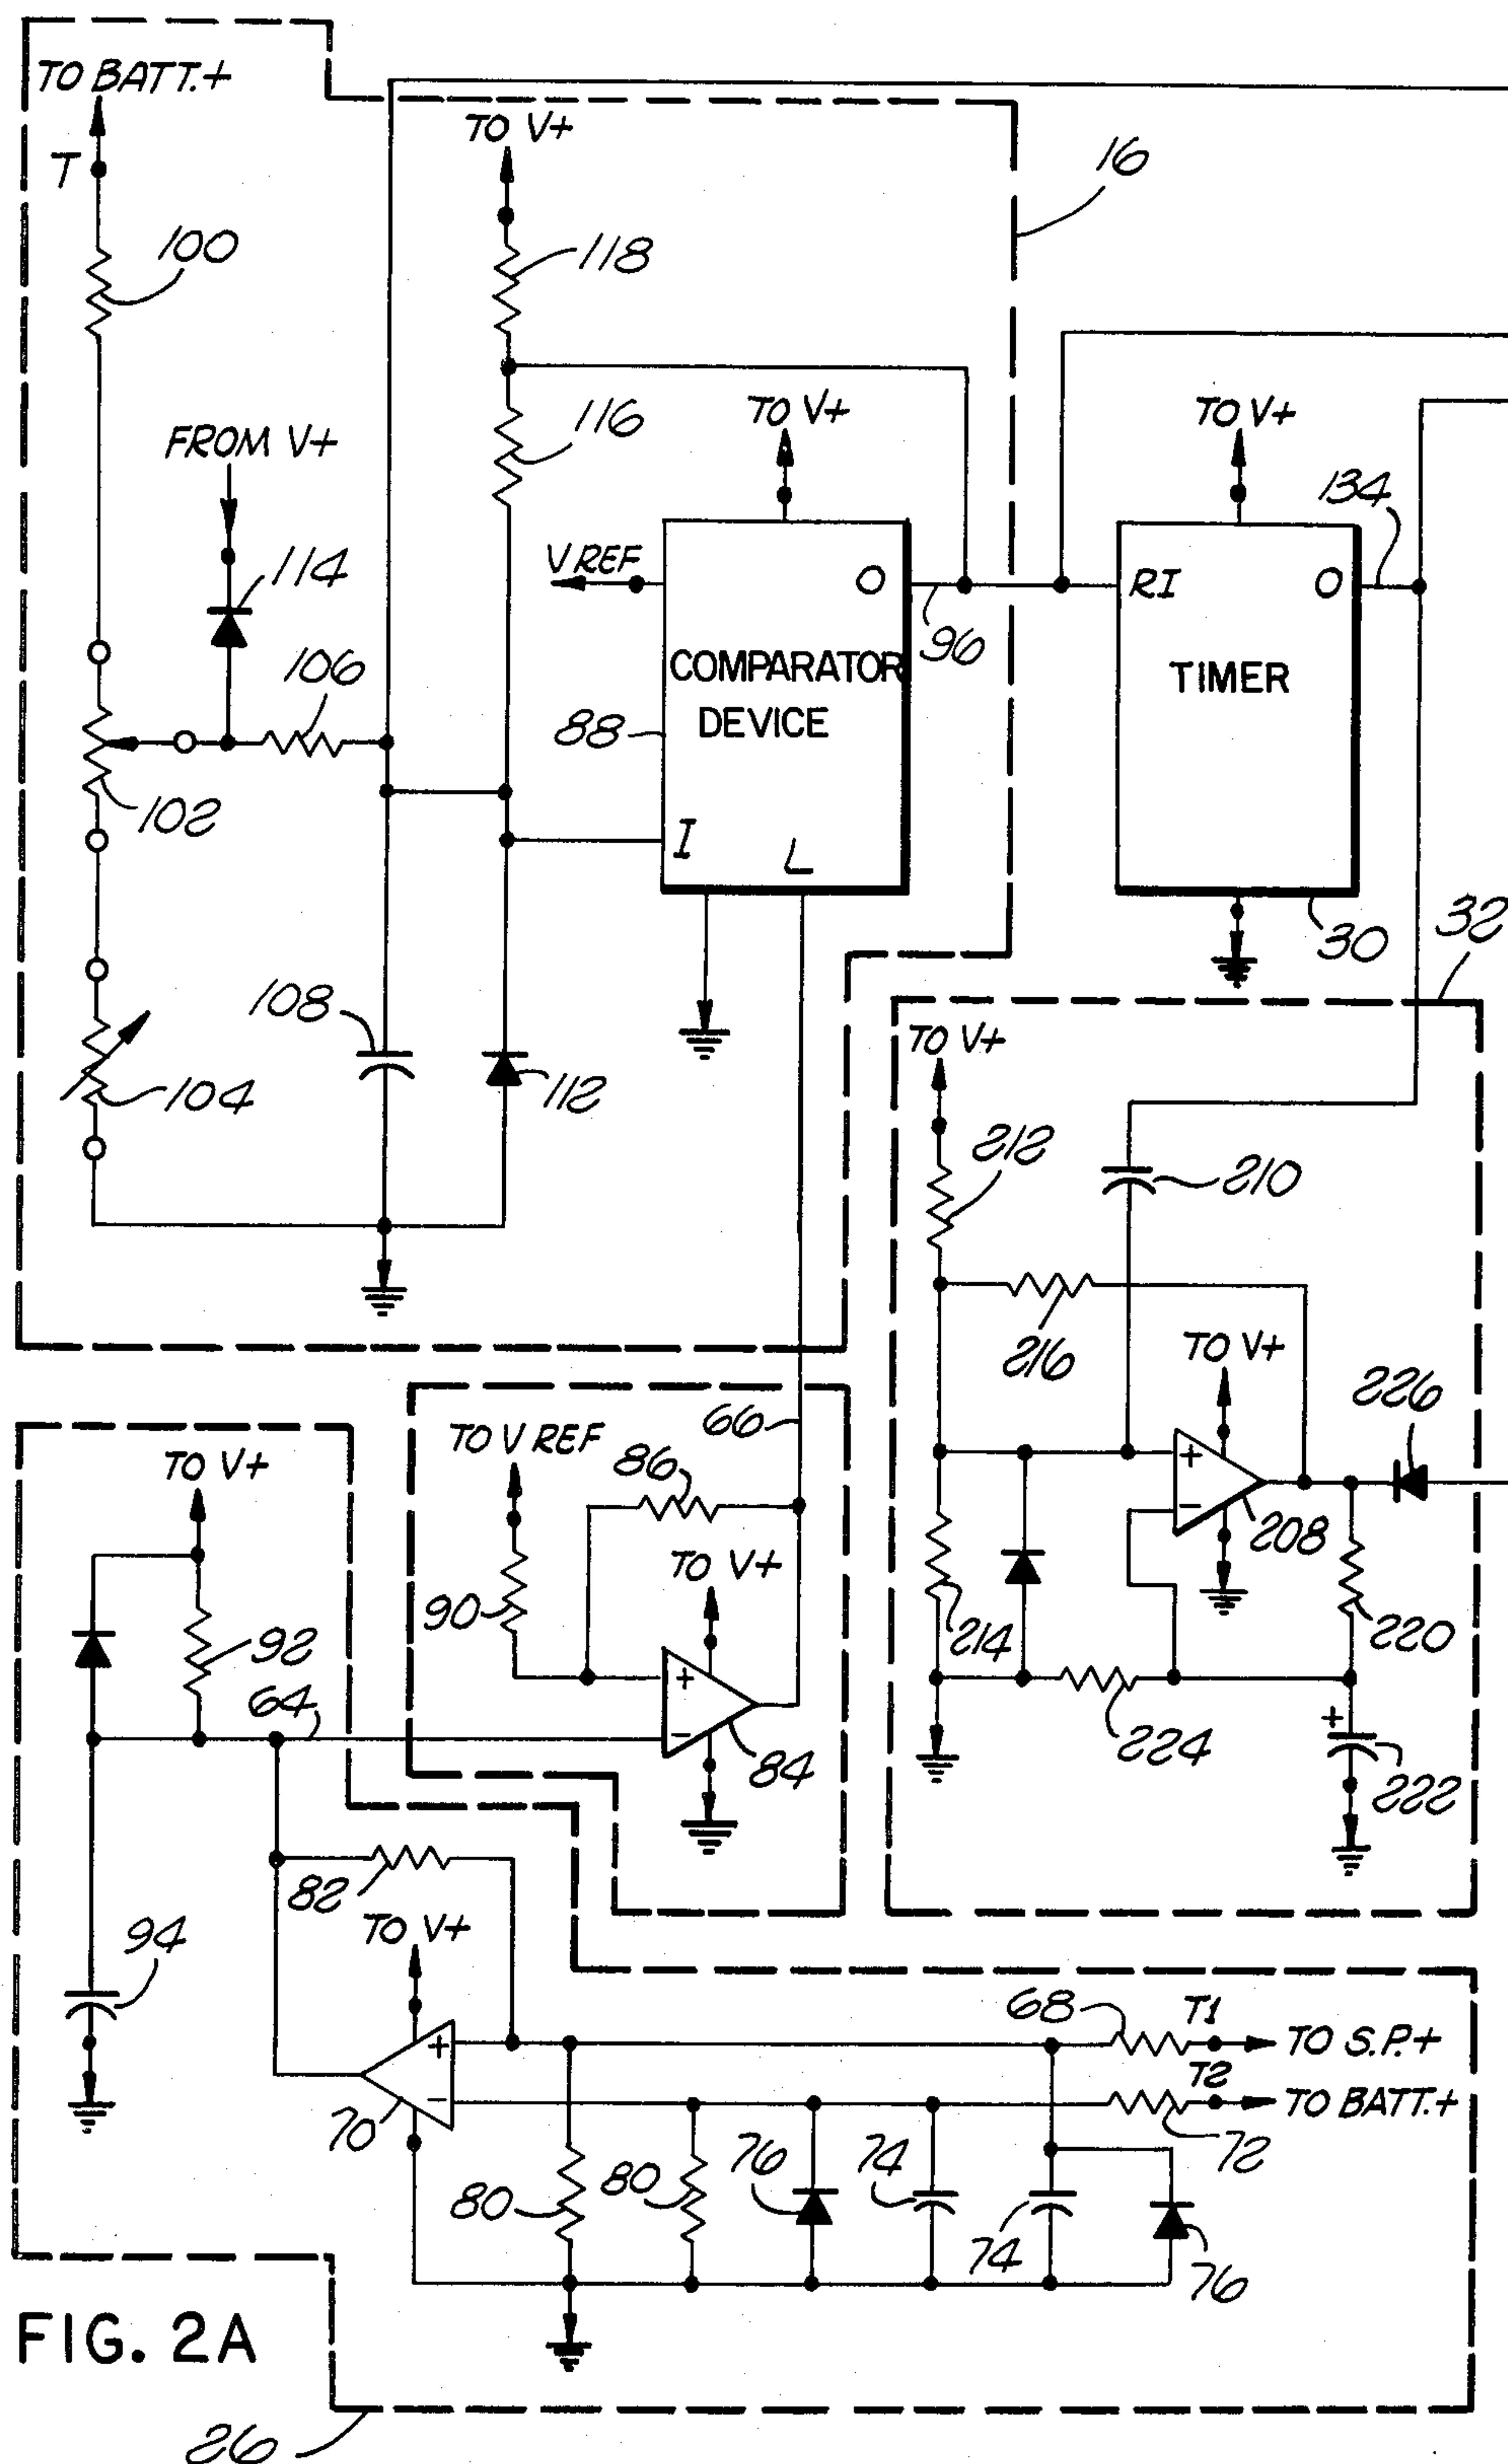 TO BATT.+
TO V+
16
T
100
118
116
TO V+
TO V+
FROM V+
134
114
V REF
O
RI
O
96
106
COMPARATOR
DEVICE
TIMER
88
102
I
L
32
30
108
TO V+
104
112
212
210
216
TO V+
226
66
TO V REF
86
TO V+
+
−
208
TO V+
90
92
214
220
64
+
−
84
224
+
222
82
94
TO V+
68
T1
TO S.P.+
+
−
T2
TO BATT.+
70
72
80
80
76
74
74
76
FIG. 2A
26